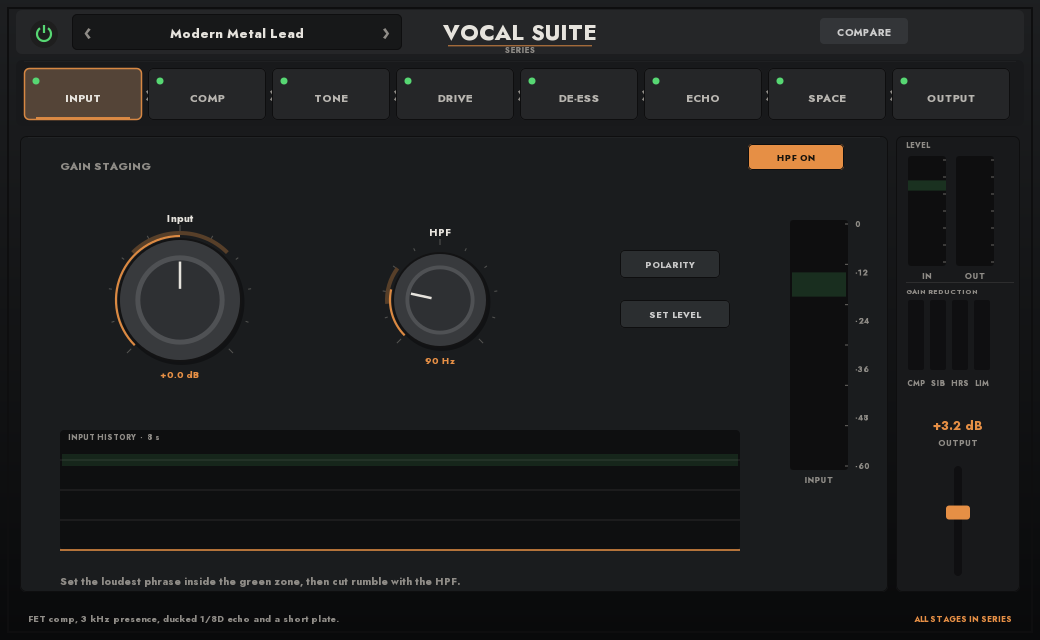 Modern Metal Lead
VOCAL SUITE
SERIES
COMPARE
INPUT
COMP
TONE
DRIVE
DE-ESS
ECHO
SPACE
OUTPUT
GAIN STAGING
HPF ON
Input
+0.0 dB
HPF
90 Hz
POLARITY
SET LEVEL
0
-12
-24
-36
-48
-60
INPUT
INPUT HISTORY - 8 s
Set the loudest phrase inside the green zone, then cut rumble with the HPF.
LEVEL
IN OUT
GAIN REDUCTION
CMP SIB HRS LIM
+3.2 dB
OUTPUT
FET comp, 3 kHz presence, ducked 1/8D echo and a short plate.
ALL STAGES IN SERIES